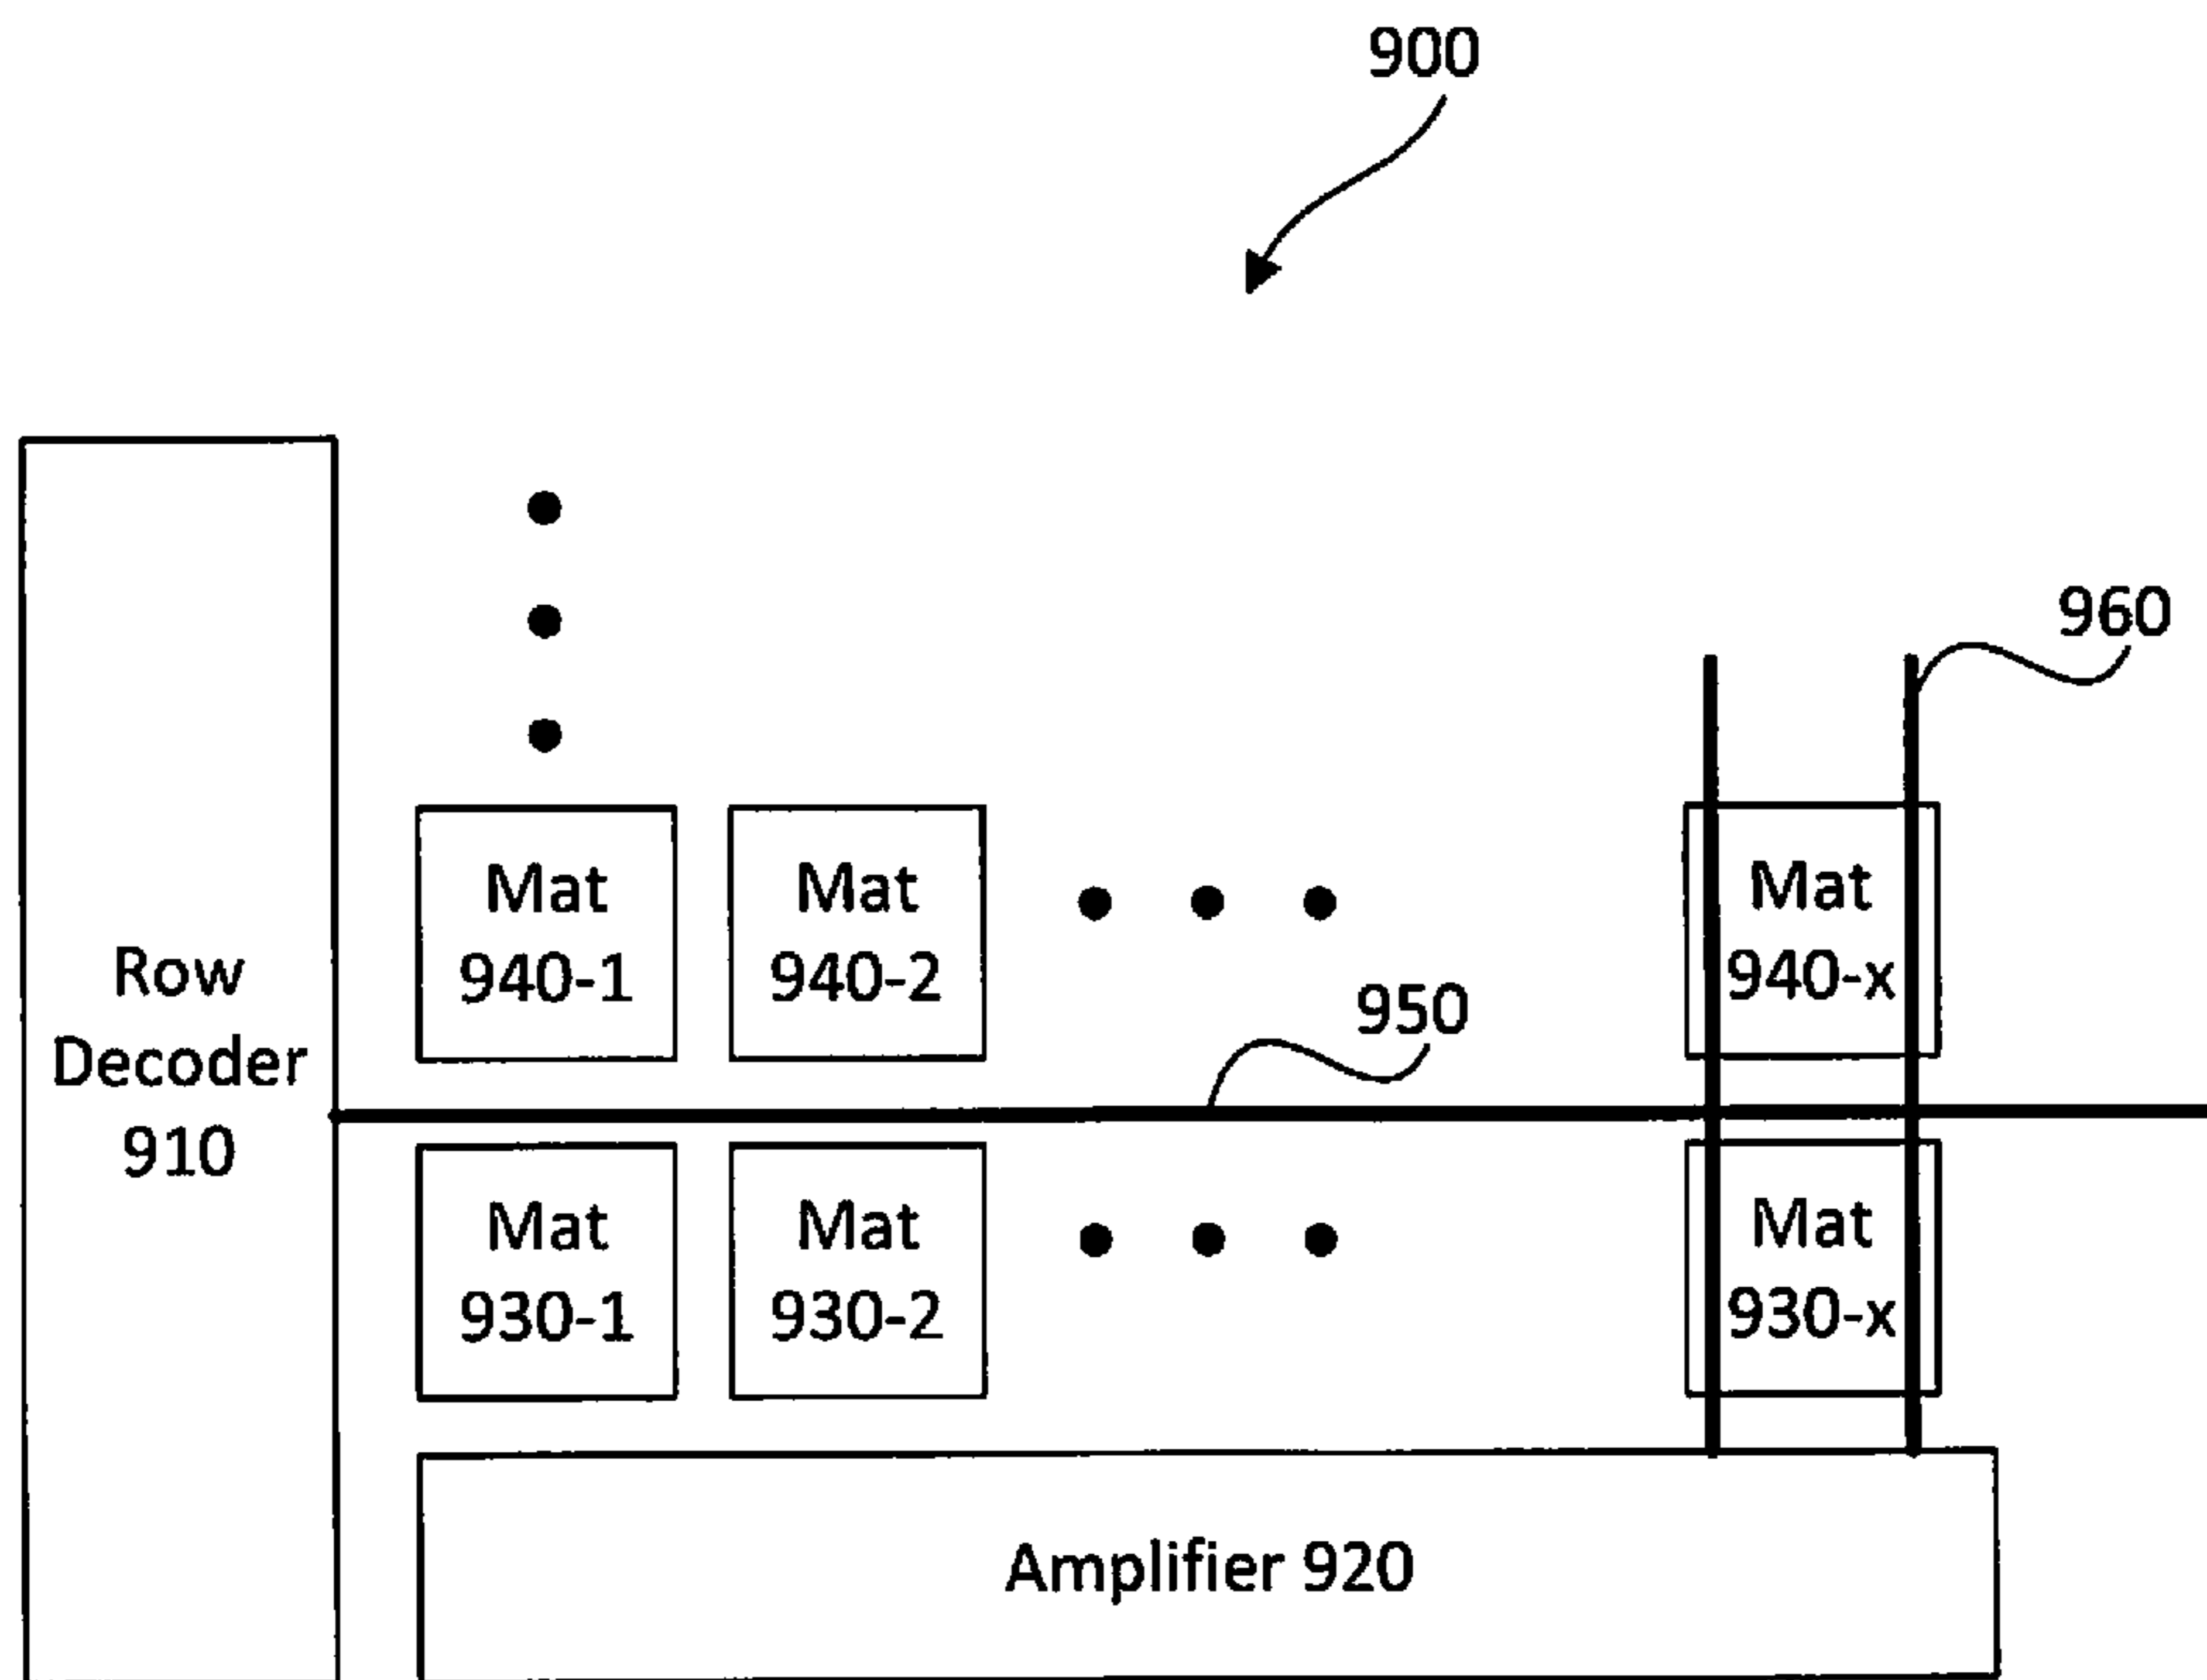 900
960
Mat
940-1
Mat
940-2
Mat
940-x
950
Row
Decoder
910
Mat
930-1
Mat
930-2
Mat
930-x
Amplifier 920